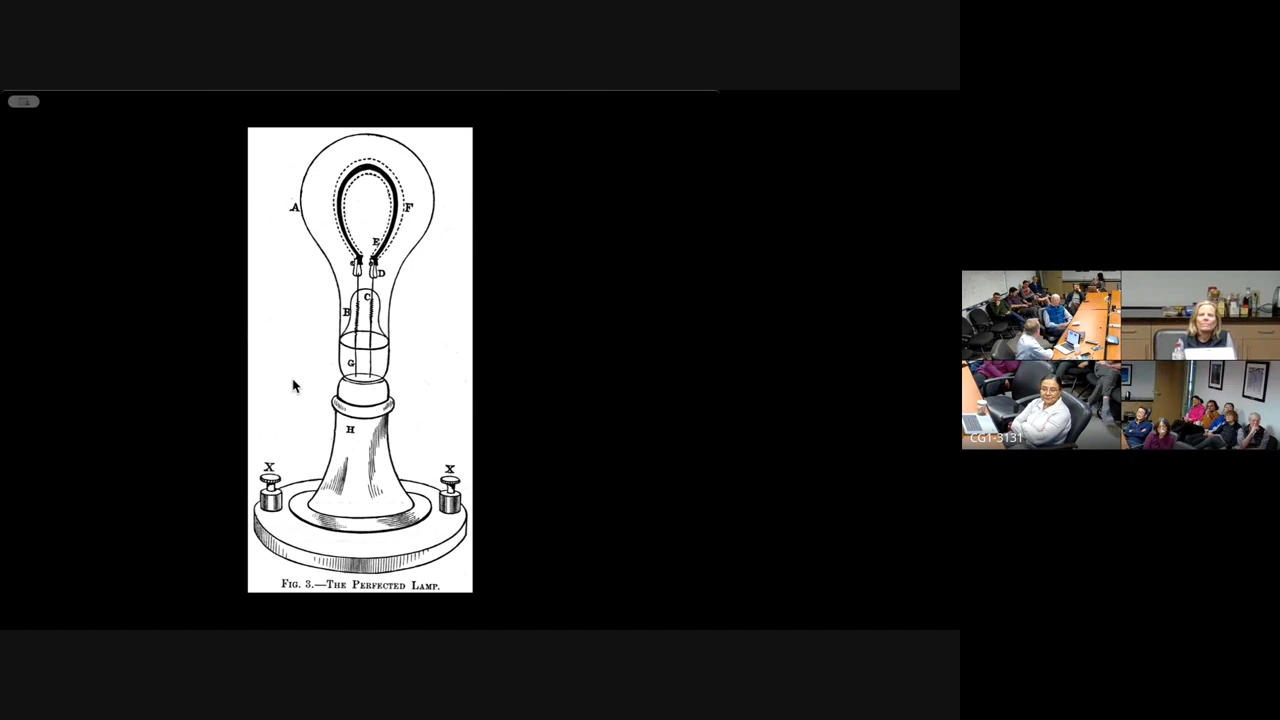 A
F
E
D
C
B
G
H
X
X
FIG. 3.—THE PERFECTED LAMP.
CG1-3131